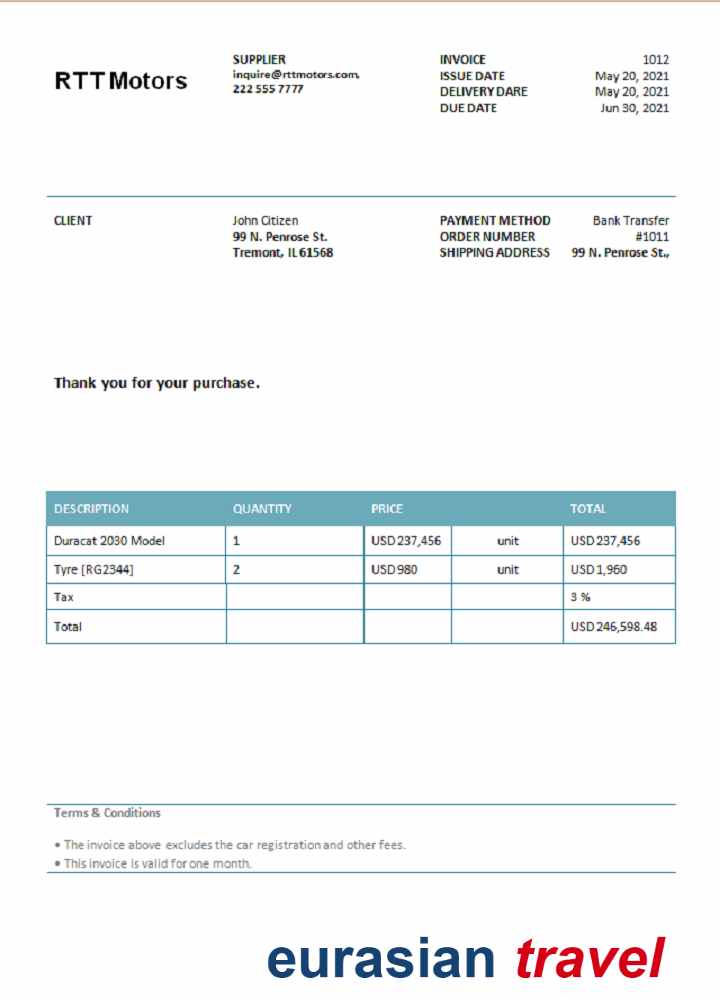 RTT Motors
SUPPLIER
inquire@rttmotors.com,
222 555 7777
INVOICE 1012
ISSUE DATE May 20, 2021
DELIVERY DARE May 20, 2021
DUE DATE Jun 30, 2021
CLIENT
John Citizen
99 N. Penrose St.
Tremont, IL 61568
PAYMENT METHOD Bank Transfer
ORDER NUMBER #1011
SHIPPING ADDRESS 99 N. Penrose St.,
Thank you for your purchase.
DESCRIPTION QUANTITY PRICE TOTAL
Duracat 2030 Model 1 USD 237,456 unit USD 237,456
Tyre [RG2344] 2 USD 980 unit USD 1,960
Tax 3 %
Total USD 246,598.48
Terms & Conditions
• The invoice above excludes the car registration and other fees.
• This invoice is valid for one month.
eurasian travel